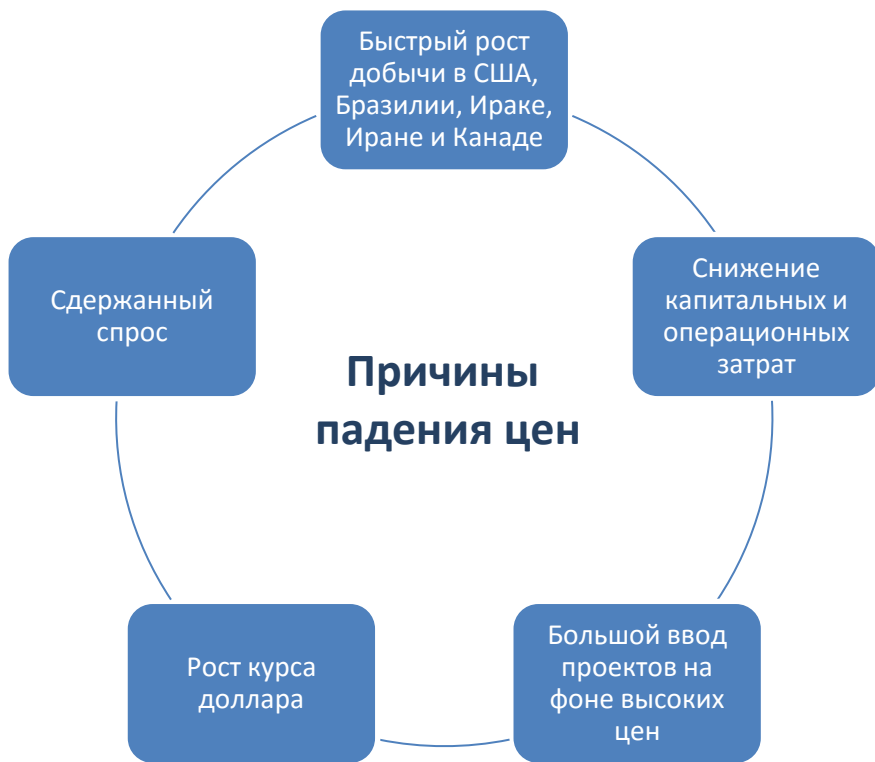 Быстрый рост
добычи в США,
Бразилии, Ираке,
Иране и Канаде
Снижение
капитальных и
операционных
затрат
Большой ввод
проектов на
фоне высоких
цен
Рост курса
доллара
Сдержанный
спрос
Причины
падения цен